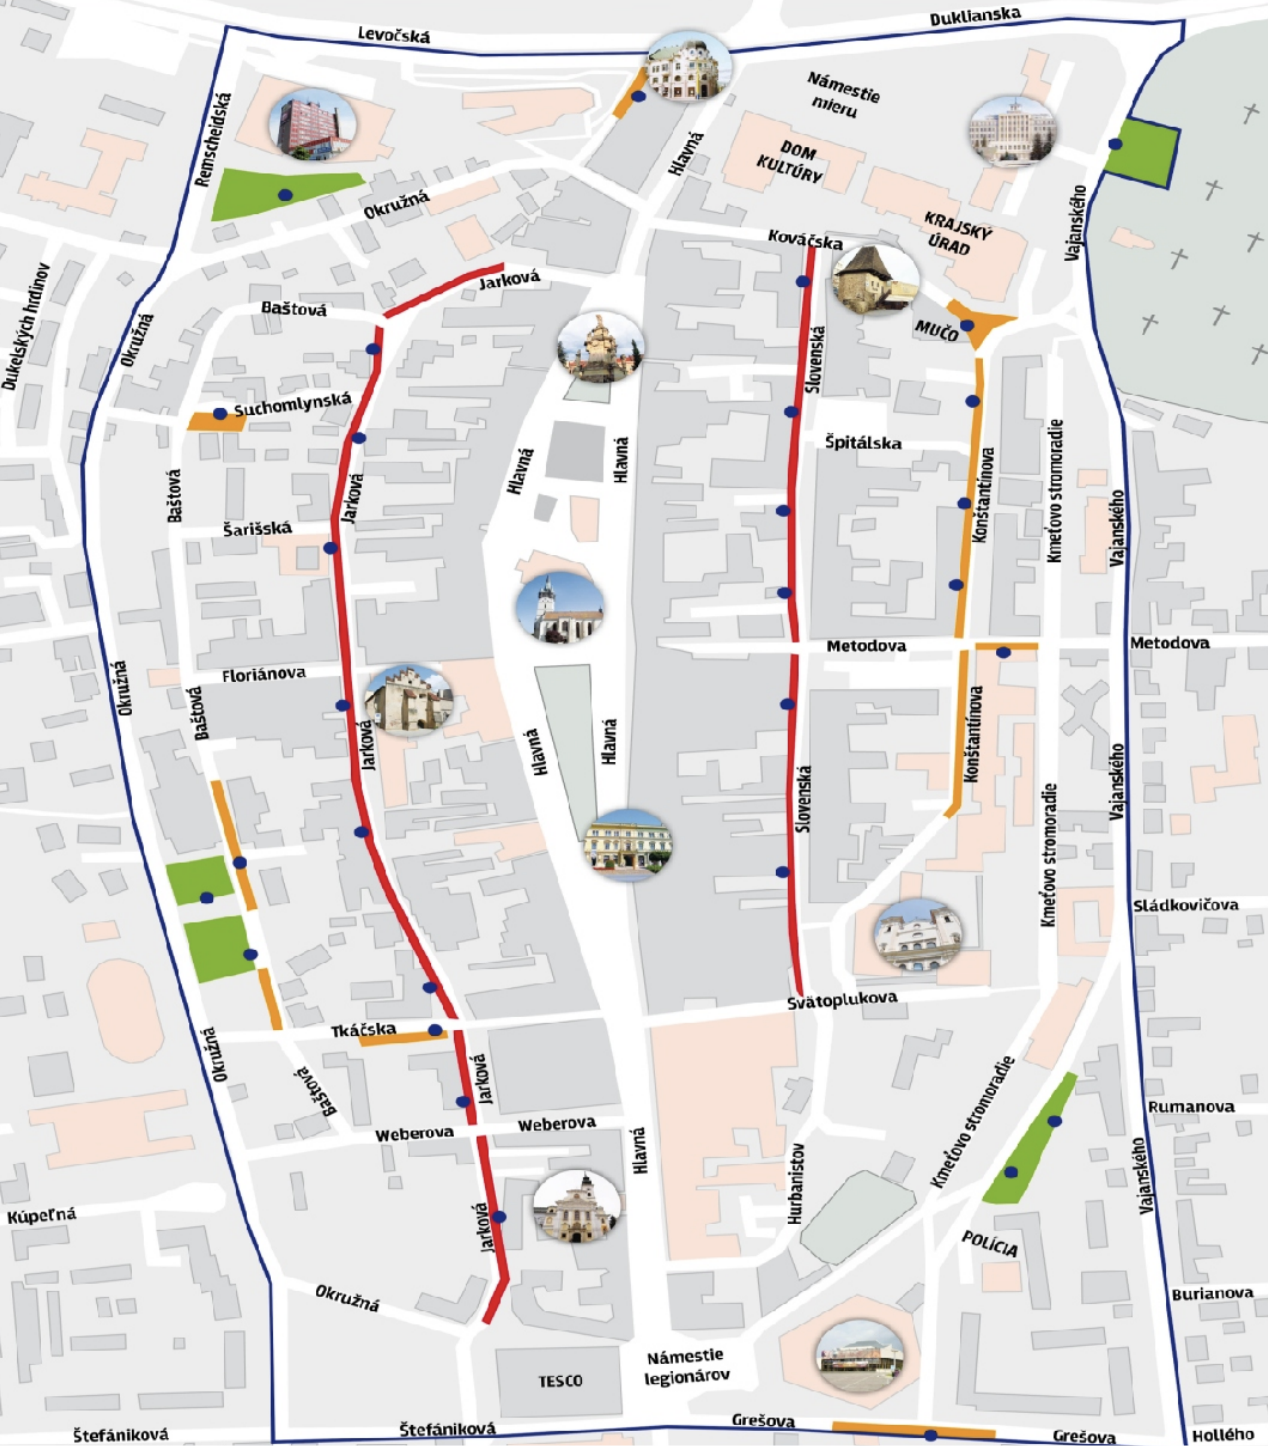 Levočská
Duklianska
Námestie
mieru
Remscheidská
Hlavná
DOM
KULTÚRY
Okružná
Vajanského
KRAJSKÝ
ÚRAD
Kováčska
Dukelských hrdinov
Jarková
Baštová
Okružná
MUČO
Slovenská
Suchomlynská
Špitálska
Hlavná
Hlavná
Baštová
Jarková
Konštantínova
Kmeťovo stromoradie
Vajanského
Šarišská
Metodova
Metodova
Floriánova
Okružná
Baštová
Jarková
Hlavná
Hlavná
Konštantínova
Slovenská
Vajanského
Kmeťovo stromoradie
Sládkovičova
Svätoplukova
Tkáčska
Okružná
Jarková
Baštová
Kmeťovo stromoradie
Rumanova
Weberova
Weberova
Hlavná
Hurbanistov
Vajanského
Kúpeľná
Jarková
POLÍCIA
Okružná
Burianova
Námestie
legionárov
TESCO
Štefániková
Štefániková
Grešova
Grešova
Hollého